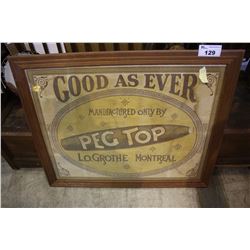 129
GOOD AS EVER
MANUFACTURED ONLY BY
PEG TOP
L.O. GROTHE MONTREAL